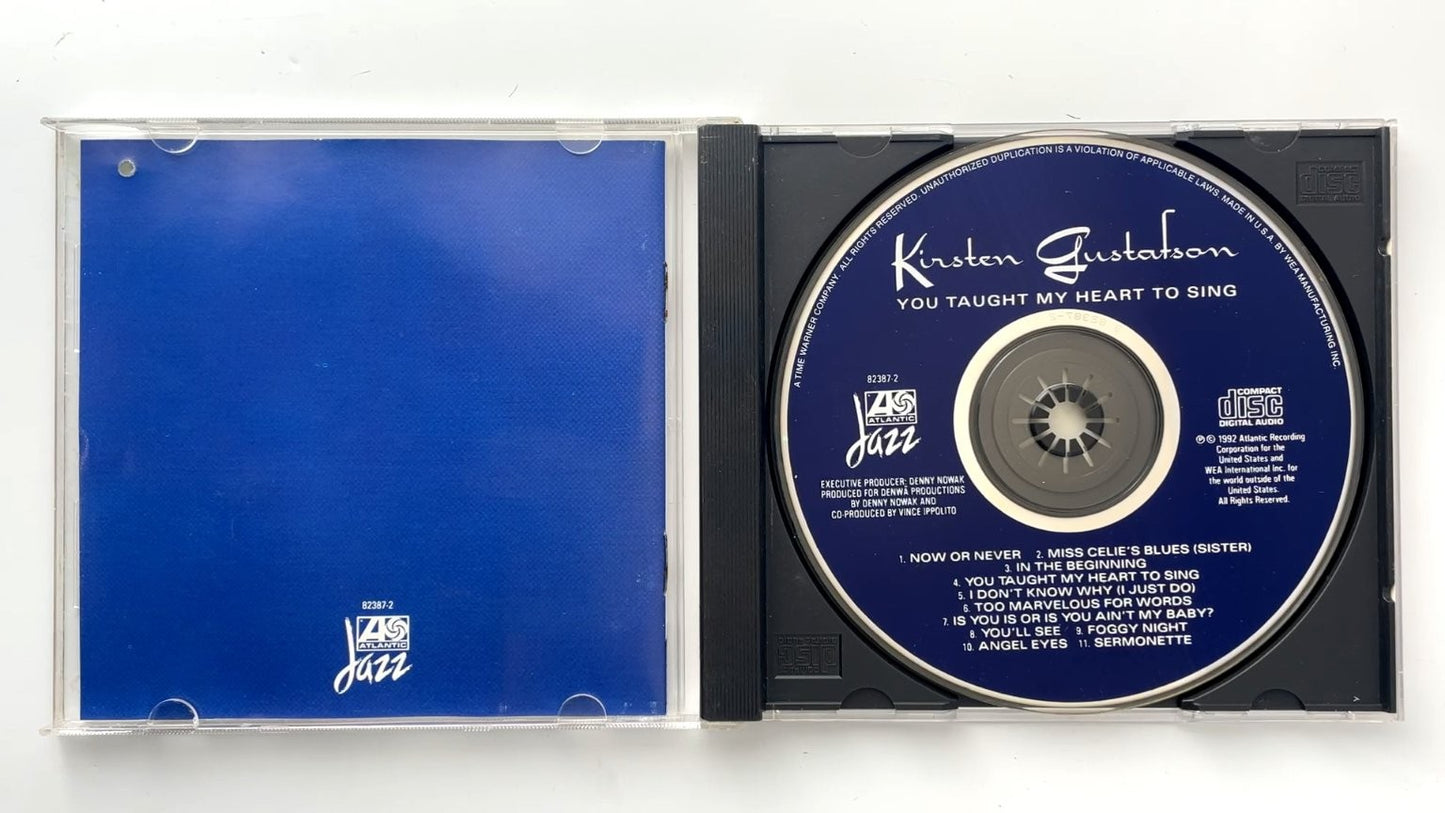 82387-2
ATLANTIC
Jazz
A TIME WARNER COMPANY. ALL RIGHTS RESERVED. UNAUTHORIZED DUPLICATION IS A VIOLATION OF APPLICABLE LAWS. MADE IN U.S.A. BY WEA MANUFACTURING INC.
Kirsten Gustafson
YOU TAUGHT MY HEART TO SING
82387-2
ATLANTIC
Jazz
EXECUTIVE PRODUCER: DENNY NOWAK
PRODUCED FOR DENWÂ PRODUCTIONS
BY DENNY NOWAK AND
CO-PRODUCED BY VINCE IPPOLITO
COMPACT
disc
DIGITAL AUDIO
℗ © 1992 Atlantic Recording
Corporation for the
United States and
WEA International Inc. for
the world outside of the
United States.
All Rights Reserved.
1. NOW OR NEVER 2. MISS CELIE'S BLUES (SISTER)
3. IN THE BEGINNING
4. YOU TAUGHT MY HEART TO SING
5. I DON'T KNOW WHY (I JUST DO)
6. TOO MARVELOUS FOR WORDS
7. IS YOU IS OR IS YOU AIN'T MY BABY?
8. YOU'LL SEE 9. FOGGY NIGHT
10. ANGEL EYES 11. SERMONETTE
disc
DIGITAL AUDIO
disc